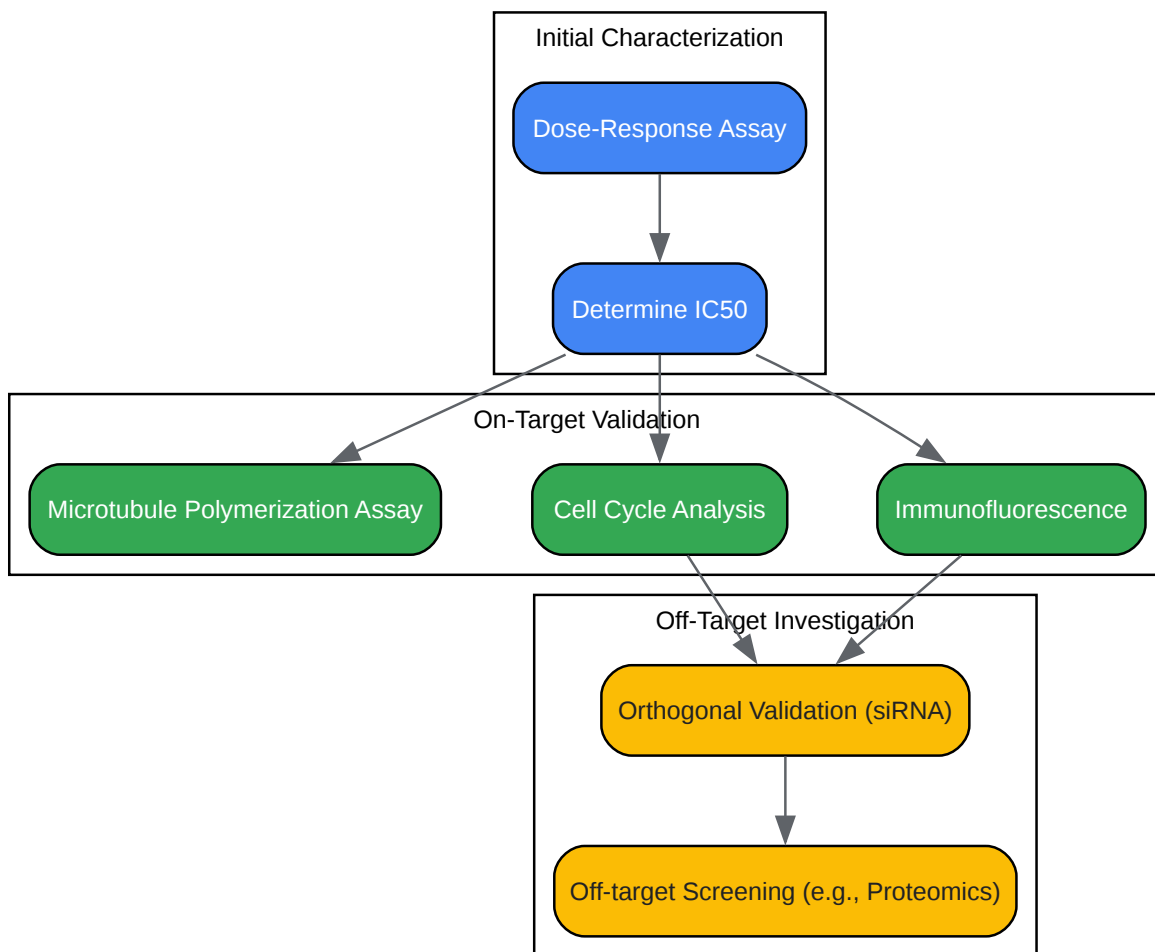 Initial Characterization
Dose-Response Assay
Determine IC50
On-Target Validation
Microtubule Polymerization Assay
Cell Cycle Analysis
Immunofluorescence
Off-Target Investigation
Orthogonal Validation (siRNA)
Off-target Screening (e.g., Proteomics)